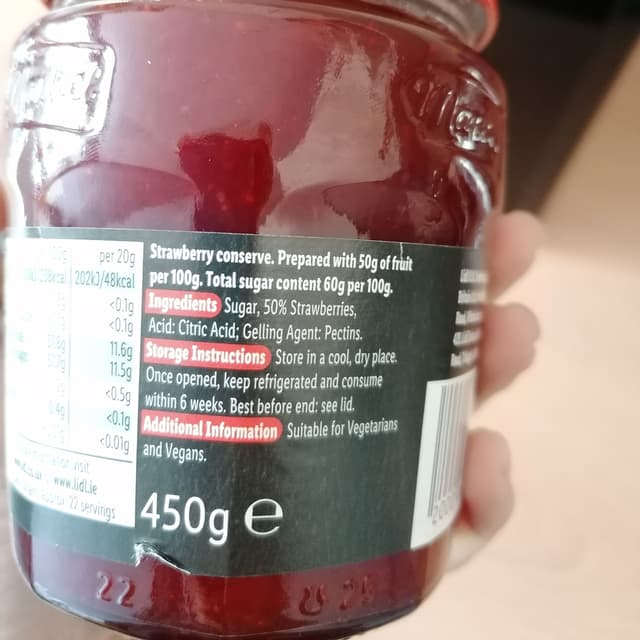 per 20g
202kJ/48kcal
<0.1g
<0.1g
11.6g
11.5g
<0.5g
<0.1g
<0.01g
visit
www.lidl.ie
22 servings
Strawberry conserve. Prepared with 50g of fruit
per 100g. Total sugar content 60g per 100g.
Ingredients Sugar, 50% Strawberries,
Acid: Citric Acid; Gelling Agent: Pectins.
Storage Instructions Store in a cool, dry place.
Once opened, keep refrigerated and consume
within 6 weeks. Best before end: see lid.
Additional Information Suitable for Vegetarians
and Vegans.
450g e
22